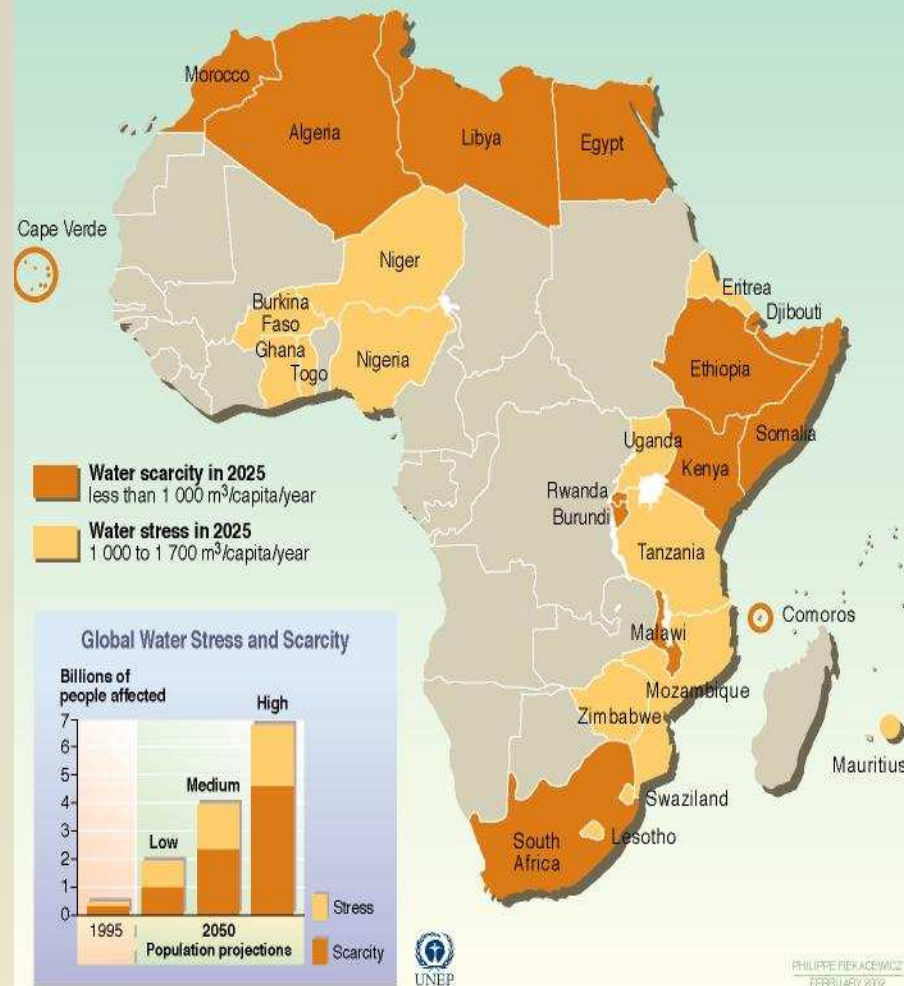 Morocco
Algeria
Libya
Egypt
Cape Verde
Niger
Burkina
Faso
Ghana
Togo
Nigeria
Eritrea
Djibouti
Ethiopia
Somalia
Uganda
Kenya
Rwanda
Burundi
Tanzania
Comoros
Malawi
Mozambique
Zimbabwe
Mauritius
Swaziland
Lesotho
South
Africa
Water scarcity in 2025
less than 1 000 m³/capita/year
Water stress in 2025
1 000 to 1 700 m³/capita/year
Global Water Stress and Scarcity
Billions of
people affected
7
6
5
4
3
2
1
0
High
Medium
Low
1995
2050
Population projections
Stress
Scarcity
UNEP
PHILIPPE REKACEWICZ
FEBRUARY 2002